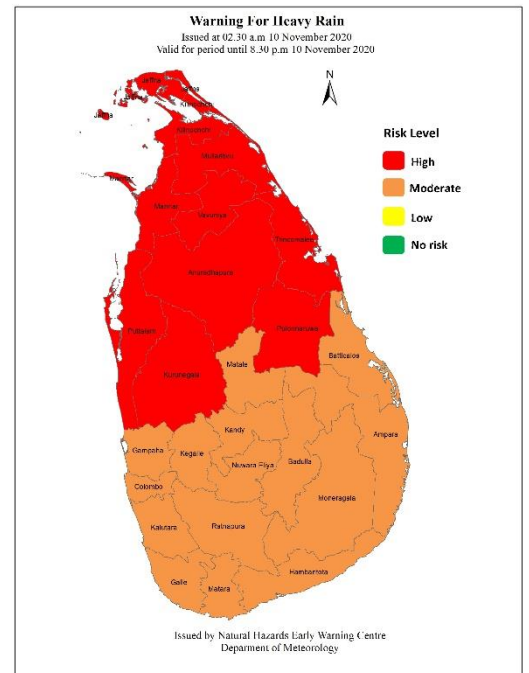 Warning For Heavy Rain
Issued at 02.30 a.m 10 November 2020
Valid for period until 8.30 p.m 10 November 2020
N
Risk Level
High
Moderate
Low
No risk
Jaffna
Jaffna
Kilinochchi
Mullaitivu
Mannar
Mannar
Vavuniya
Trincomalee
Anuradhapura
Puttalam
Polonnaruwa
Kurunegala
Matale
Batticaloa
Kandy
Ampara
Gampaha
Kegalle
Nuwara Eliya
Badulla
Colombo
Moneragala
Kalutara
Ratnapura
Hambantota
Galle
Matara
Issued by Natural Hazards Early Warning Centre
Deparment of Meteorology